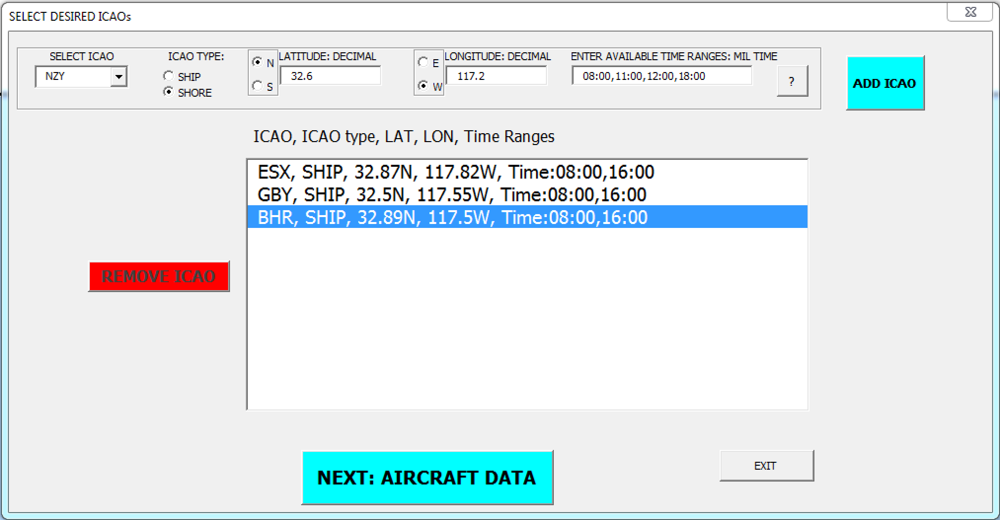 SELECT DESIRED ICAOs
SELECT ICAO
NZY
ICAO TYPE:
SHIP
SHORE
N
S
LATITUDE: DECIMAL
32.6
E
W
LONGITUDE: DECIMAL
117.2
ENTER AVAILABLE TIME RANGES: MIL TIME
08:00,11:00,12:00,18:00
?
ADD ICAO
ICAO, ICAO type, LAT, LON, Time Ranges
ESX, SHIP, 32.87N, 117.82W, Time:08:00,16:00
GBY, SHIP, 32.5N, 117.55W, Time:08:00,16:00
BHR, SHIP, 32.89N, 117.5W, Time:08:00,16:00
REMOVE ICAO
NEXT: AIRCRAFT DATA
EXIT